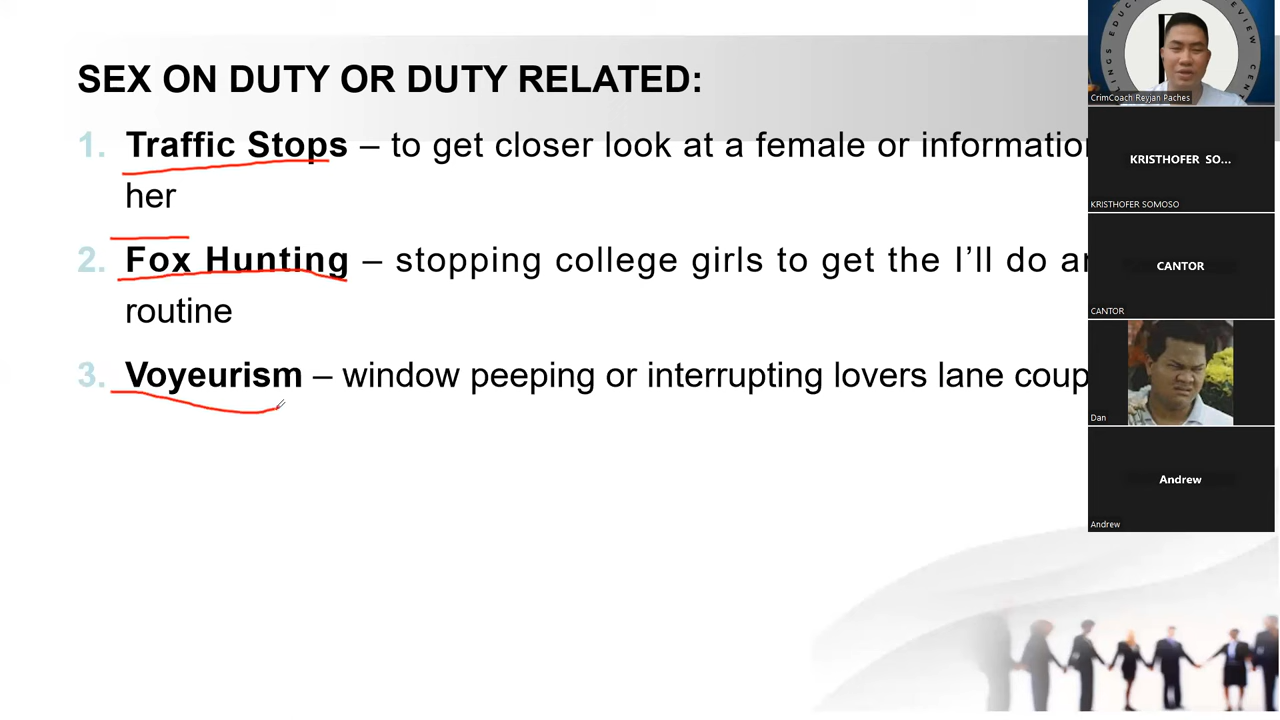 SEX ON DUTY OR DUTY RELATED:
1. Traffic Stops – to get closer look at a female or information
her
2. Fox Hunting – stopping college girls to get the I'll do
routine
3. Voyeurism – window peeping or interrupting lovers lane
CrimCoach Reyjan Paches
KRISTHOFER SO...
KRISTHOFER SOMOSO
CANTOR
CANTOR
Dan
Andrew
Andrew